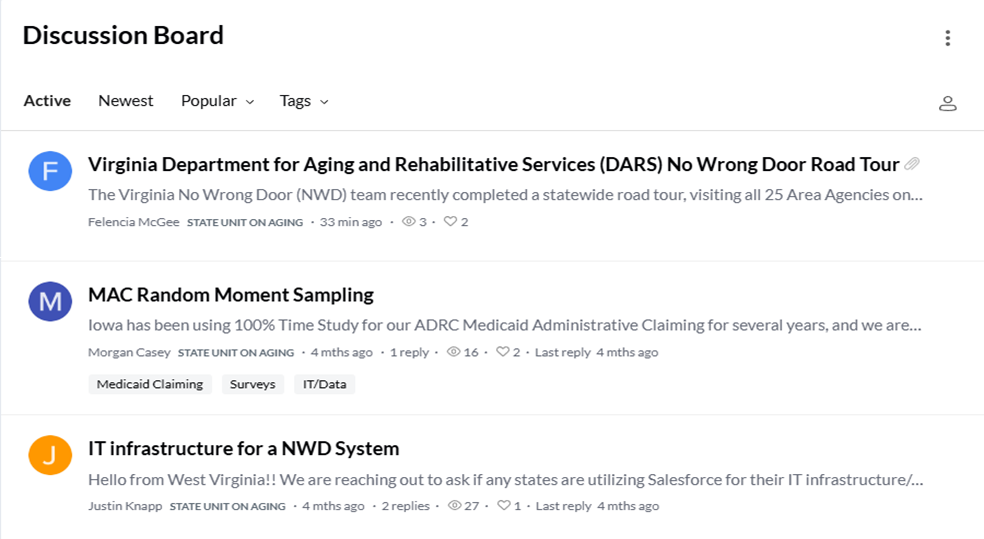 Discussion Board
Active Newest Popular Tags
F
Virginia Department for Aging and Rehabilitative Services (DARS) No Wrong Door Road Tour
The Virginia No Wrong Door (NWD) team recently completed a statewide road tour, visiting all 25 Area Agencies on...
Felencia McGee STATE UNIT ON AGING · 33 min ago · 3 · 2
M
MAC Random Moment Sampling
Iowa has been using 100% Time Study for our ADRC Medicaid Administrative Claiming for several years, and we are...
Morgan Casey STATE UNIT ON AGING · 4 mths ago · 1 reply · 16 · 2 · Last reply 4 mths ago
Medicaid Claiming Surveys IT/Data
J
IT infrastructure for a NWD System
Hello from West Virginia!! We are reaching out to ask if any states are utilizing Salesforce for their IT infrastructure/...
Justin Knapp STATE UNIT ON AGING · 4 mths ago · 2 replies · 27 · 1 · Last reply 4 mths ago